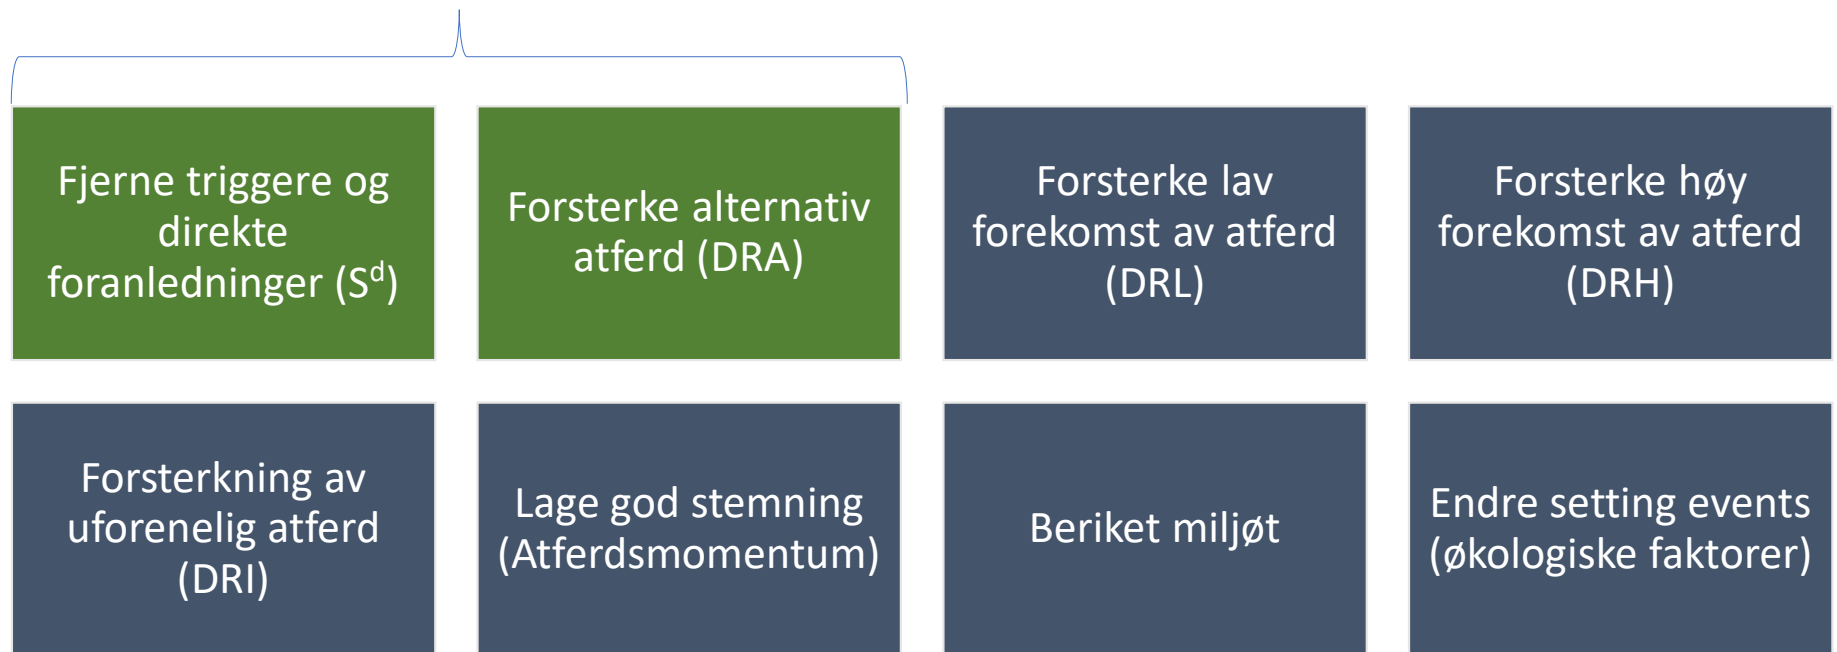 Fjerne triggere og
direkte
foranledninger (Sᵈ)
Forsterke alternativ
atferd (DRA)
Forsterke lav
forekomst av atferd
(DRL)
Forsterke høy
forekomst av atferd
(DRH)
Forsterkning av
uforenelig atferd
(DRI)
Lage god stemning
(Atferdsmomentum)
Beriket miljøt
Endre setting events
(økologiske faktorer)